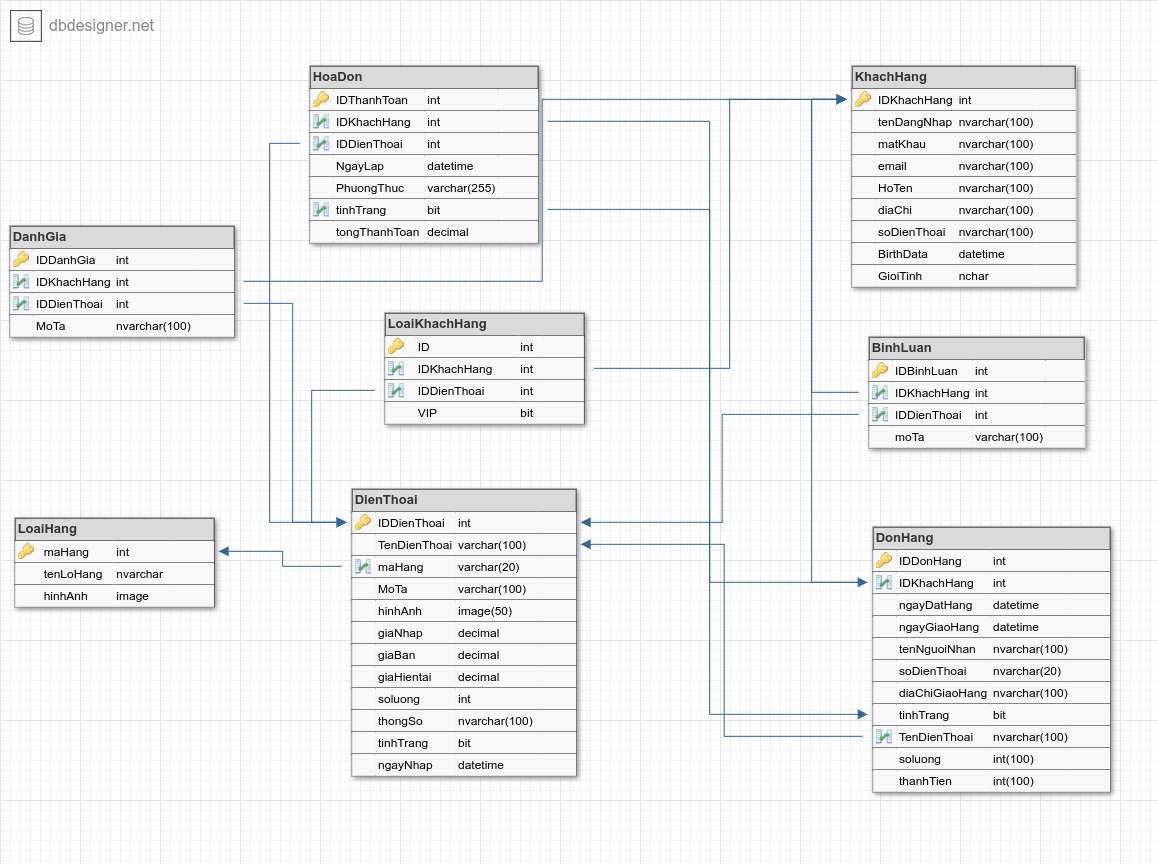 dbdesigner.net
HoaDon
IDThanhToan int
IDKhachHang int
IDDienThoai int
NgayLap datetime
PhuongThuc varchar(255)
tinhTrang bit
tongThanhToan decimal
KhachHang
IDKhachHang int
tenDangNhap nvarchar(100)
matKhau nvarchar(100)
email nvarchar(100)
HoTen nvarchar(100)
diaChi nvarchar(100)
soDienThoai nvarchar(100)
BirthData datetime
GioiTinh nchar
DanhGia
IDDanhGia int
IDKhachHang int
IDDienThoai int
MoTa nvarchar(100)
LoaiKhachHang
ID int
IDKhachHang int
IDDienThoai int
VIP bit
BinhLuan
IDBinhLuan int
IDKhachHang int
IDDienThoai int
moTa varchar(100)
LoaiHang
maHang int
tenLoHang nvarchar
hinhAnh image
DienThoai
IDDienThoai int
TenDienThoai varchar(100)
maHang varchar(20)
MoTa varchar(100)
hinhAnh image(50)
giaNhap decimal
giaBan decimal
giaHientai decimal
soluong int
thongSo nvarchar(100)
tinhTrang bit
ngayNhap datetime
DonHang
IDDonHang int
IDKhachHang int
ngayDatHang datetime
ngayGiaoHang datetime
tenNguoiNhan nvarchar(100)
soDienThoai nvarchar(20)
diaChiGiaoHang nvarchar(100)
tinhTrang bit
TenDienThoai nvarchar(100)
soluong int(100)
thanhTien int(100)